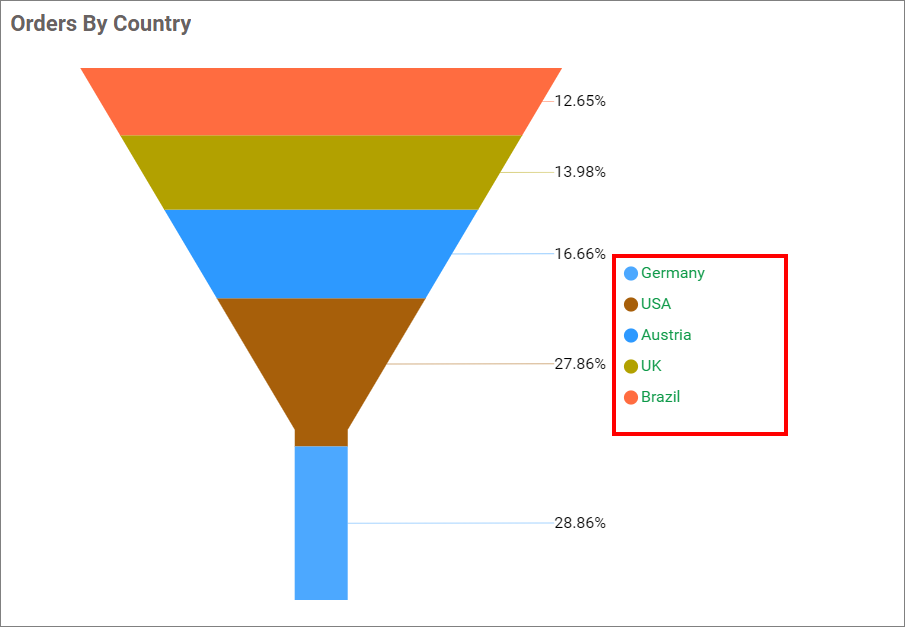 Orders By Country
12.65%
13.98%
16.66%
Germany
USA
Austria
27.86%
UK
Brazil
28.86%